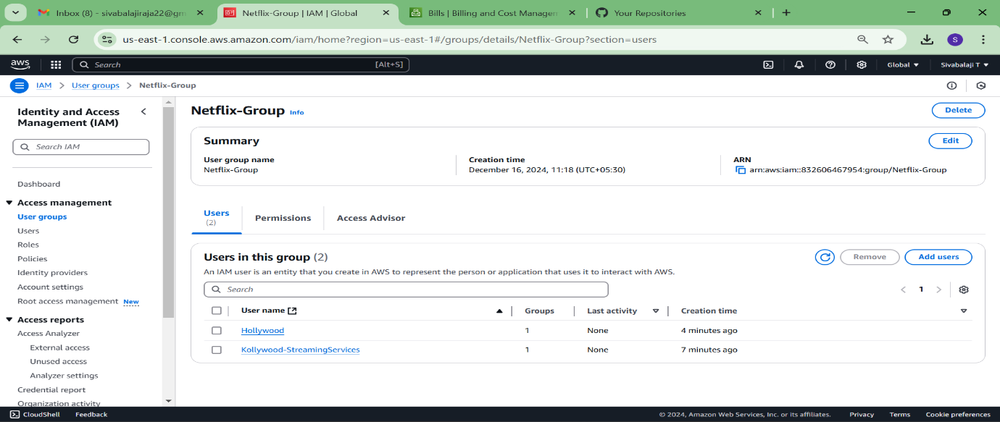 Inbox (8) - sivabalajiraja22@gm
Netflix-Group | IAM | Global
Bills | Billing and Cost Managem
Your Repositories
us-east-1.console.aws.amazon.com/iam/home?region=us-east-1#/groups/details/Netflix-Group?section=users
S
aws
Search
[Alt+S]
Global
Sivabalaji T
IAM > User groups > Netflix-Group
Identity and Access
Management (IAM)
Search IAM
Dashboard
Access management
User groups
Users
Roles
Policies
Identity providers
Account settings
Root access management New
Access reports
Access Analyzer
External access
Unused access
Analyzer settings
Credential report
Organization activity
Netflix-Group Info
Delete
Summary
Edit
User group name
Netflix-Group
Creation time
December 16, 2024, 11:18 (UTC+05:30)
ARN
arn:aws:iam::832606467954:group/Netflix-Group
Users
(2)
Permissions
Access Advisor
Users in this group (2)
Remove
Add users
An IAM user is an entity that you create in AWS to represent the person or application that uses it to interact with AWS.
Search
1
User name Groups Last activity Creation time
Hollywood 1 None 4 minutes ago
Kollywood-StreamingServices 1 None 7 minutes ago
CloudShell Feedback © 2024, Amazon Web Services, Inc. or its affiliates. Privacy Terms Cookie preferences